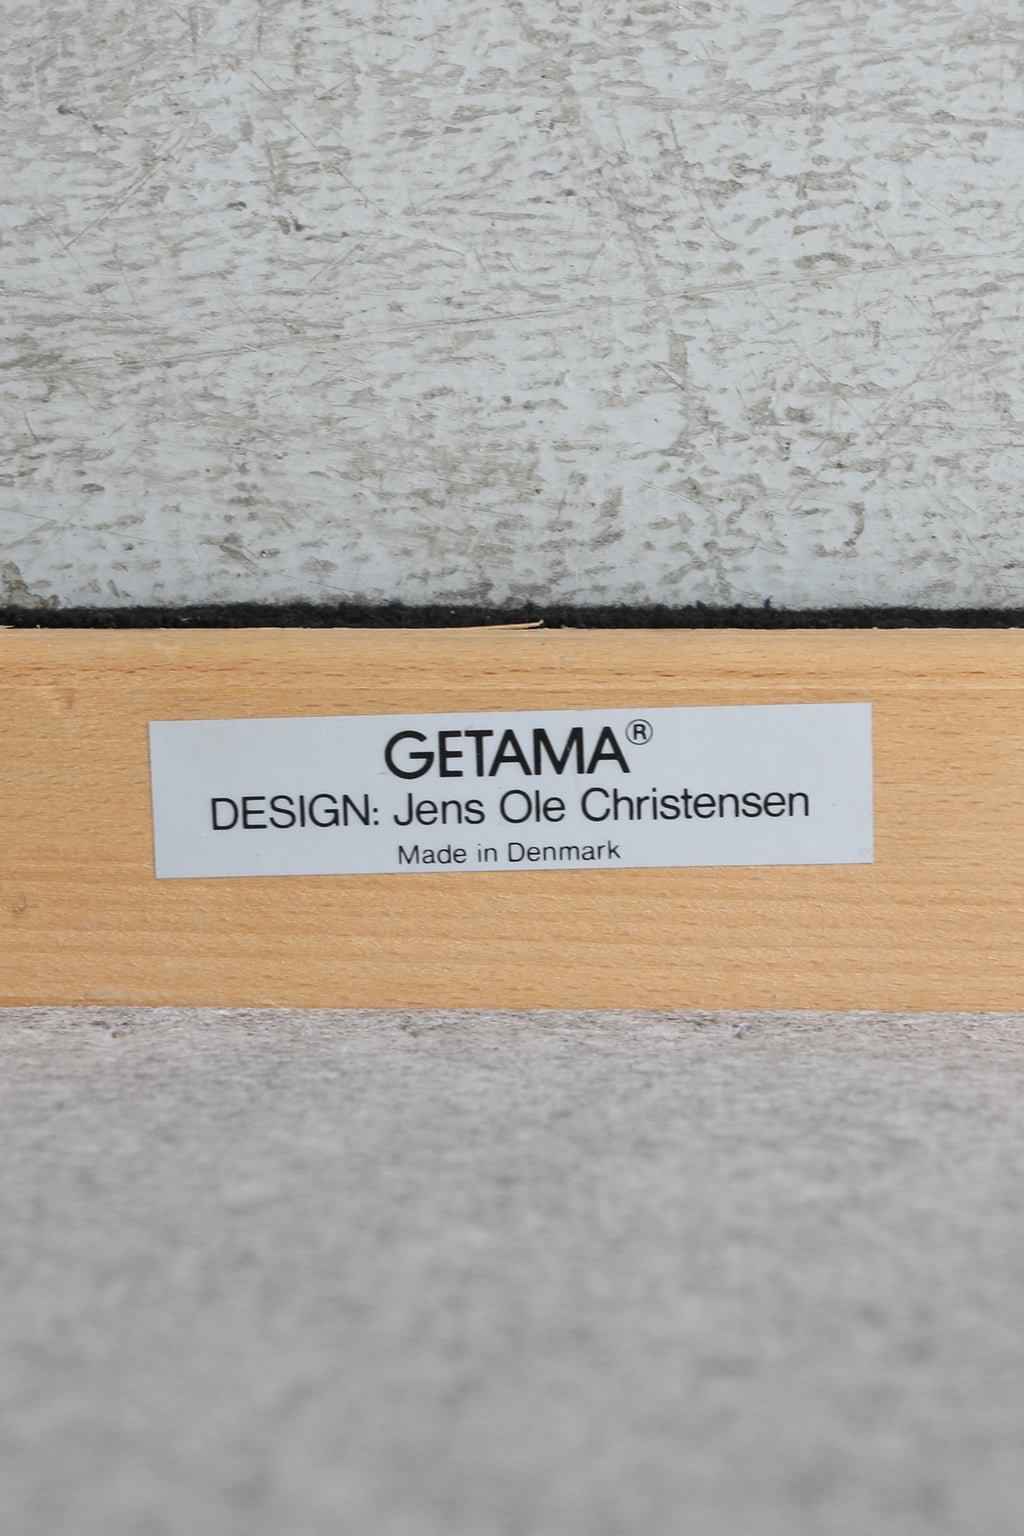 GETAMA®
DESIGN: Jens Ole Christensen
Made in Denmark